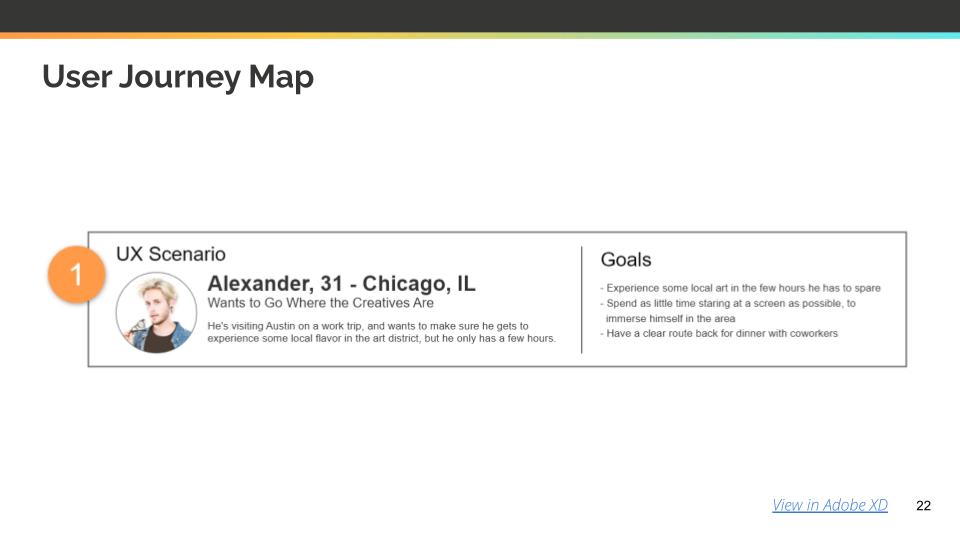 User Journey Map
1
UX Scenario
Alexander, 31 - Chicago, IL
Wants to Go Where the Creatives Are
He's visiting Austin on a work trip, and wants to make sure he gets to
experience some local flavor in the art district, but he only has a few hours.
Goals
- Experience some local art in the few hours he has to spare
- Spend as little time staring at a screen as possible, to
immerse himself in the area
- Have a clear route back for dinner with coworkers
View in Adobe XD
22